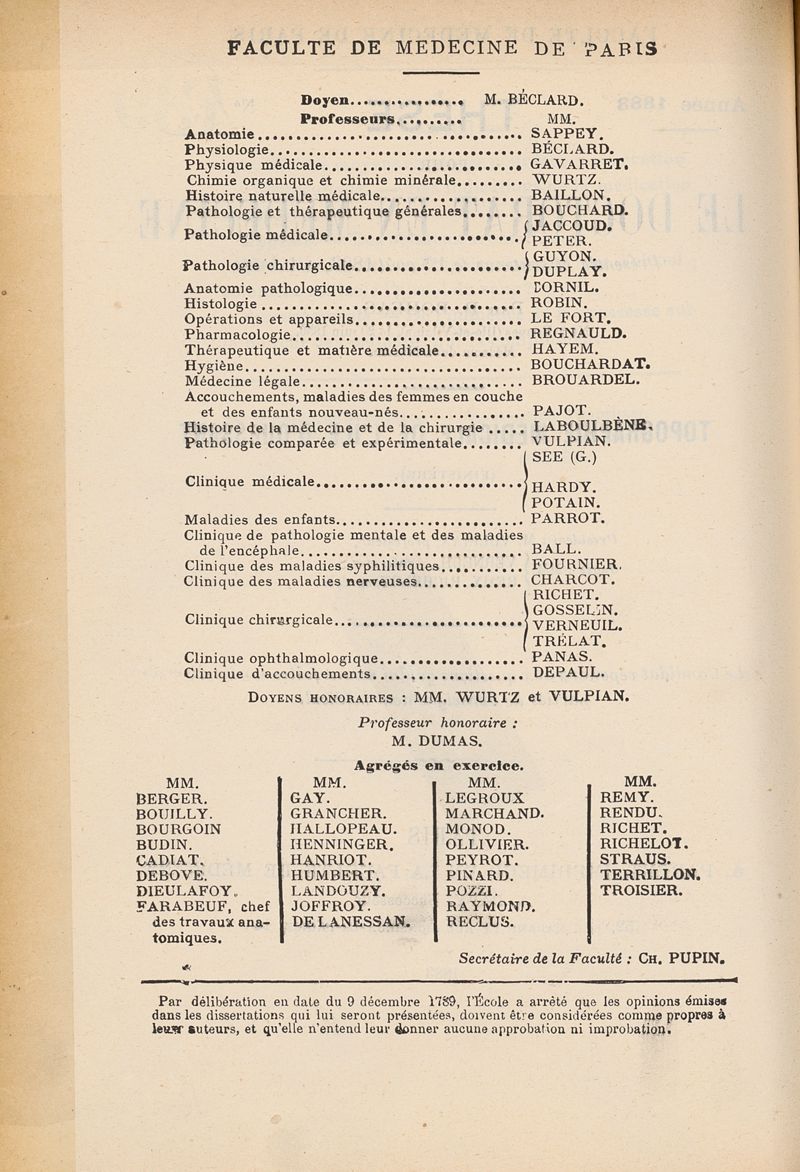 FACULTE DE MEDECINE DE PARIS
Doyen................ M. BÉCLARD.
Professeurs.......... MM.
Anatomie.................................. SAPPEY.
Physiologie................................. BÉCLARD.
Physique médicale.......................... GAVARRET.
Chimie organique et chimie minérale......... WURTZ.
Histoire naturelle médicale................... BAILLON.
Pathologie et thérapeutique générales........ BOUCHARD.
Pathologie médicale......................... { JACCOUD.
PETER.
Pathologie chirurgicale...................... } GUYON.
DUPLAY.
Anatomie pathologique...................... CORNIL.
Histologie.................................. ROBIN.
Opérations et appareils...................... LE FORT.
Pharmacologie.............................. REGNAULD.
Thérapeutique et matière médicale........... HAYEM.
Hygiène.................................... BOUCHARDAT.
Médecine légale............................. BROUARDEL.
Accouchements, maladies des femmes en couche
et des enfants nouveau-nés................. PAJOT.
Histoire de la médecine et de la chirurgie ..... LABOULBÈNE.
Pathologie comparée et expérimentale........ VULPIAN.
SEE (G.)
Clinique médicale........................... { HARDY.
POTAIN.
Maladies des enfants......................... PARROT.
Clinique de pathologie mentale et des maladies
de l'encéphale............................. BALL.
Clinique des maladies syphilitiques........... FOURNIER.
Clinique des maladies nerveuses.............. CHARCOT.
RICHET.
GOSSELIN.
Clinique chirurgicale......................... } VERNEUIL.
TRÉLAT.
Clinique ophthalmologique................... PANAS.
Clinique d'accouchements.................... DEPAUL.
DOYENS HONORAIRES : MM. WURTZ et VULPIAN.
Professeur honoraire :
M. DUMAS.
Agrégés en exercice.
MM.
BERGER.
BOUILLY.
BOURGOIN
BUDIN.
CADIAT.
DEBOVE.
DIEULAFOY.
FARABEUF, chef
des travaux ana-
tomiques.
MM.
GAY.
GRANCHER.
HALLOPEAU.
HENNINGER.
HANRIOT.
HUMBERT.
LANDOUZY.
JOFFROY.
DE LANESSAN.
MM.
LEGROUX
MARCHAND.
MONOD.
OLLIVIER.
PEYROT.
PINARD.
POZZI.
RAYMOND.
RECLUS.
MM.
REMY.
RENDU.
RICHET.
RICHELOT.
STRAUS.
TERRILLON.
TROISIER.
Secrétaire de la Faculté : CH. PUPIN.
Par délibération en date du 9 décembre 1789, l'École a arrêté que les opinions émises
dans les dissertations qui lui seront présentées, doivent être considérées comme propres à
leur auteurs, et qu'elle n'entend leur donner aucune approbation ni improbation.